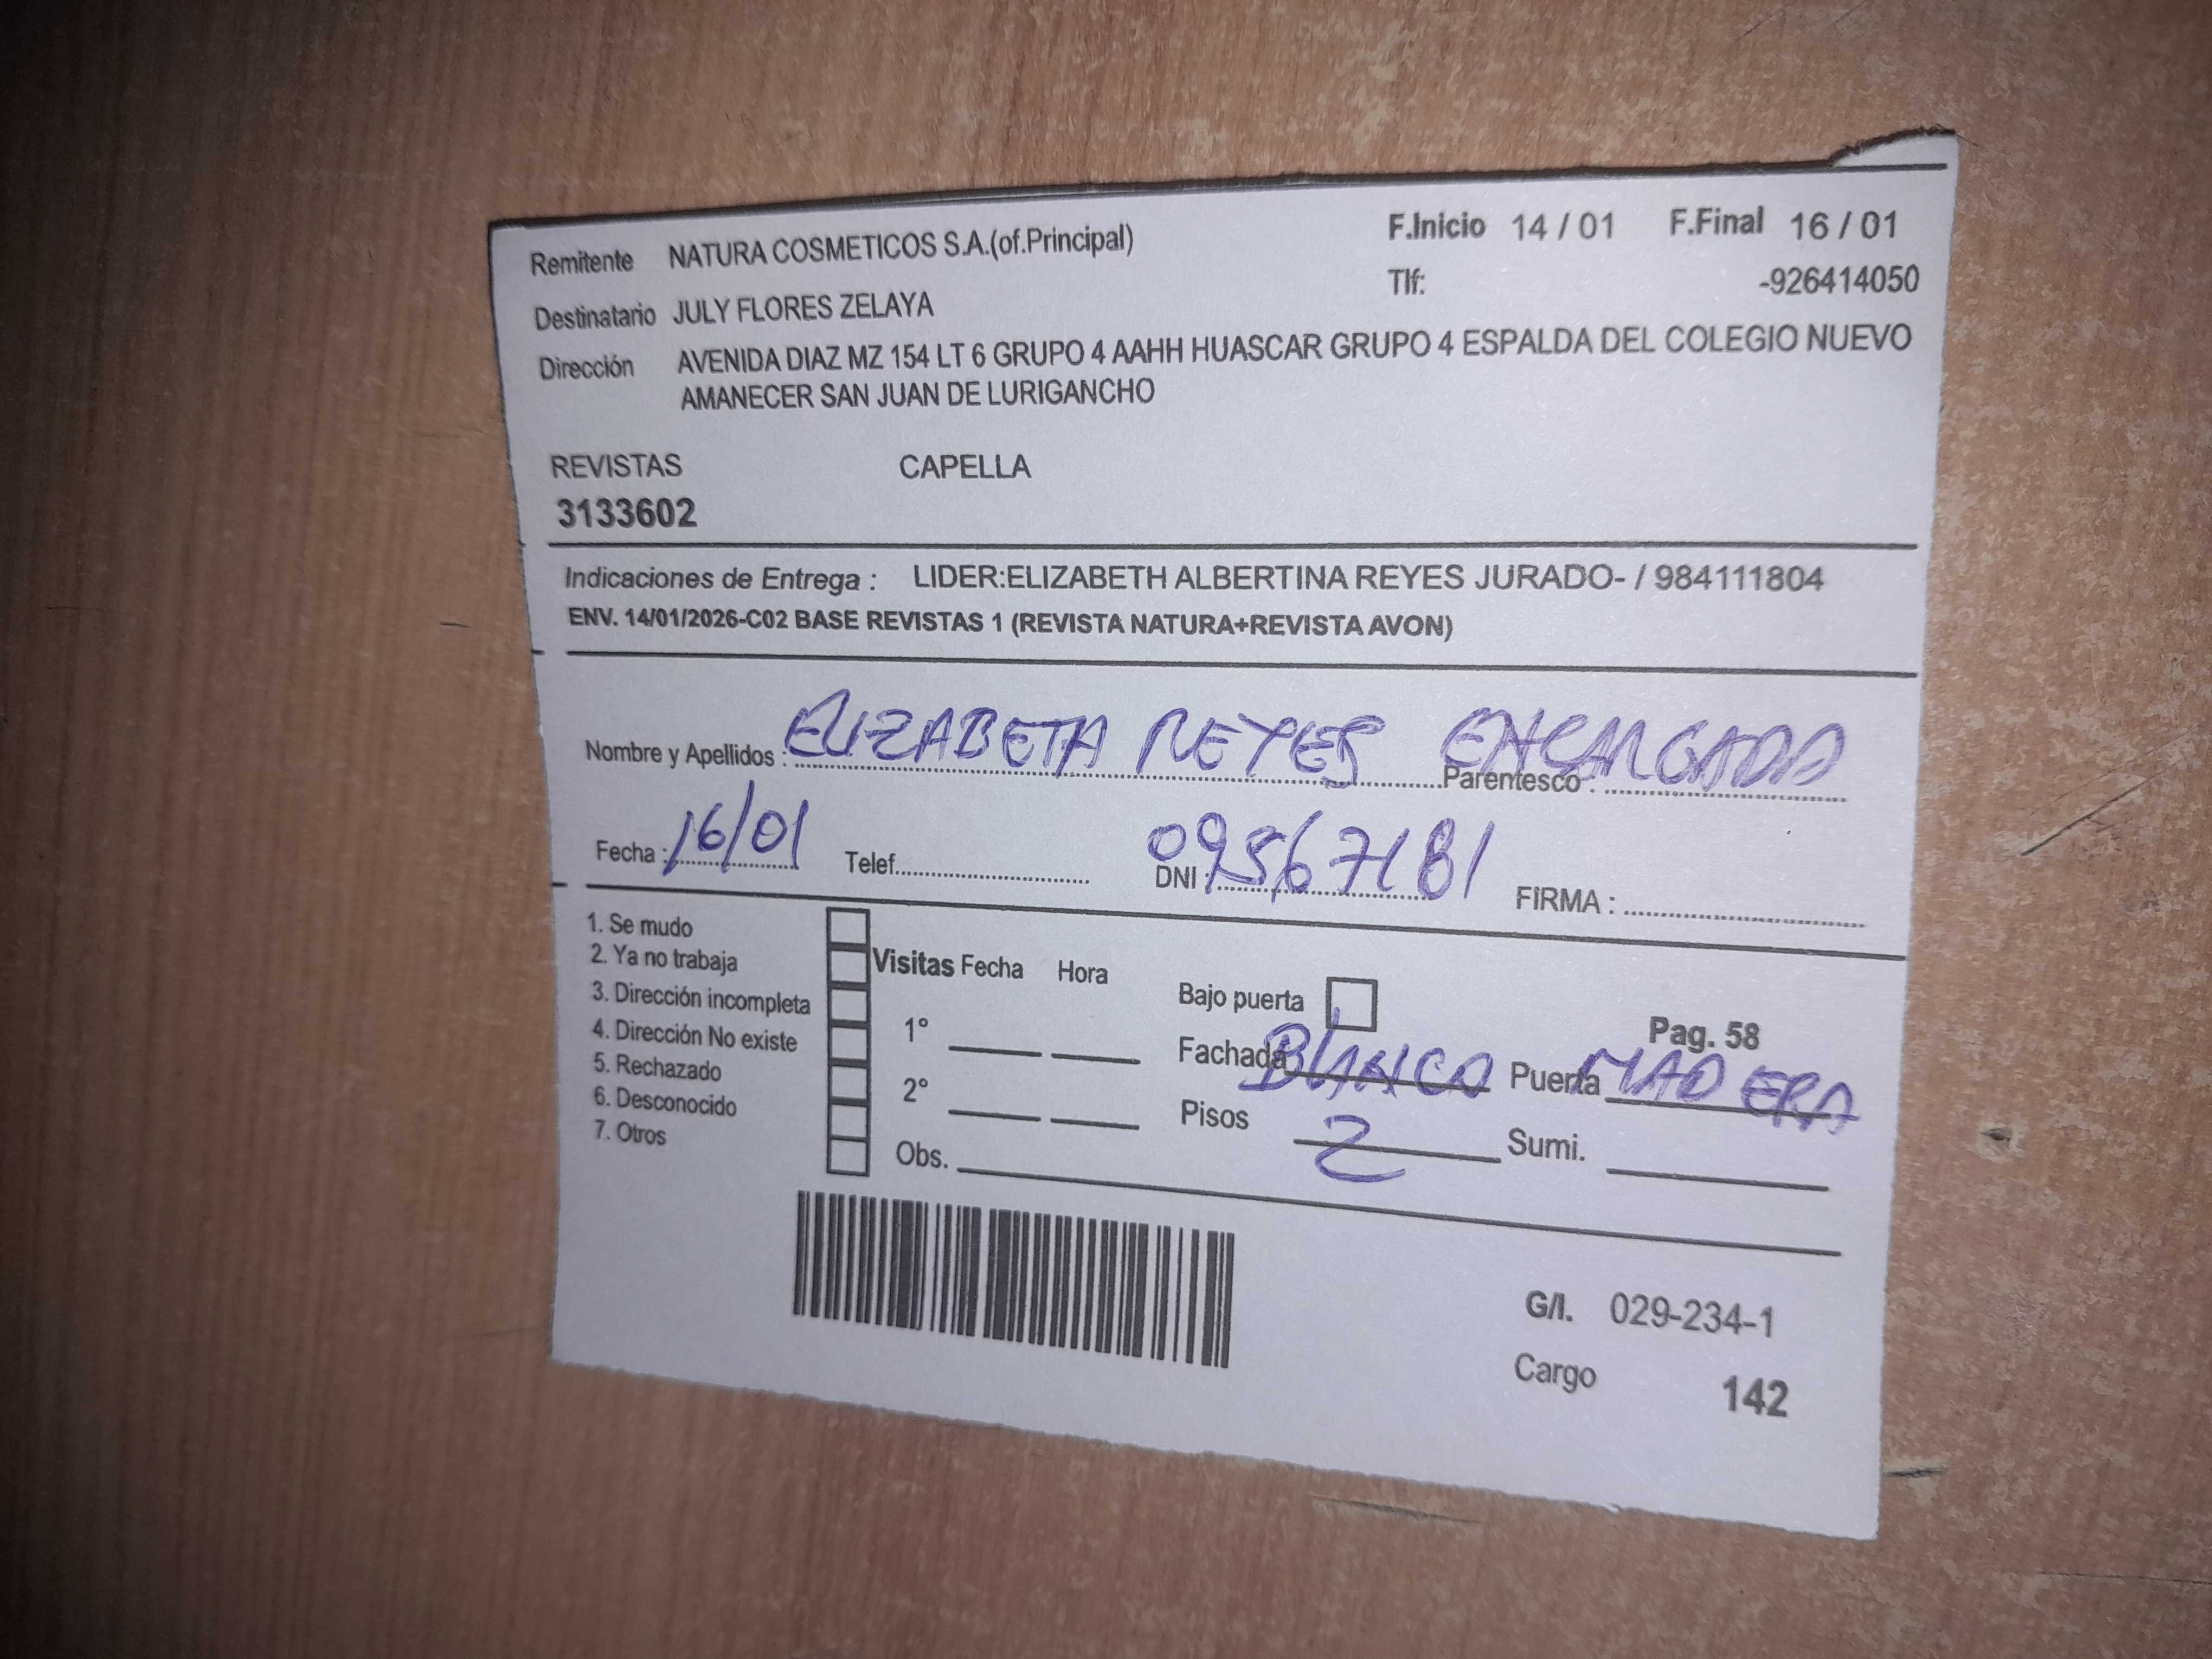 Remitente NATURA COSMETICOS S.A.(of.Principal) F.Inicio 14 / 01 F.Final 16 / 01
Tlf: -926414050
Destinatario JULY FLORES ZELAYA
Dirección AVENIDA DIAZ MZ 154 LT 6 GRUPO 4 AAHH HUASCAR GRUPO 4 ESPALDA DEL COLEGIO NUEVO
AMANECER SAN JUAN DE LURIGANCHO
REVISTAS CAPELLA
3133602
Indicaciones de Entrega : LIDER:ELIZABETH ALBERTINA REYES JURADO- / 984111804
ENV. 14/01/2026-C02 BASE REVISTAS 1 (REVISTA NATURA+REVISTA AVON)
Nombre y Apellidos : ELIZABETA REYES Parentesco : ENCARGADA
Fecha : 16/01 Telef. DNI : 09567181 FIRMA :
1. Se mudo
2. Ya no trabaja
3. Dirección incompleta
4. Dirección No existe
5. Rechazado
6. Desconocido
7. Otros
Visitas Fecha Hora
1°
2°
Obs.
Bajo puerta
Pag. 58
Fachada BLANCO Puerta MADERA
Pisos 2 Sumi.
G/I. 029-234-1
Cargo 142